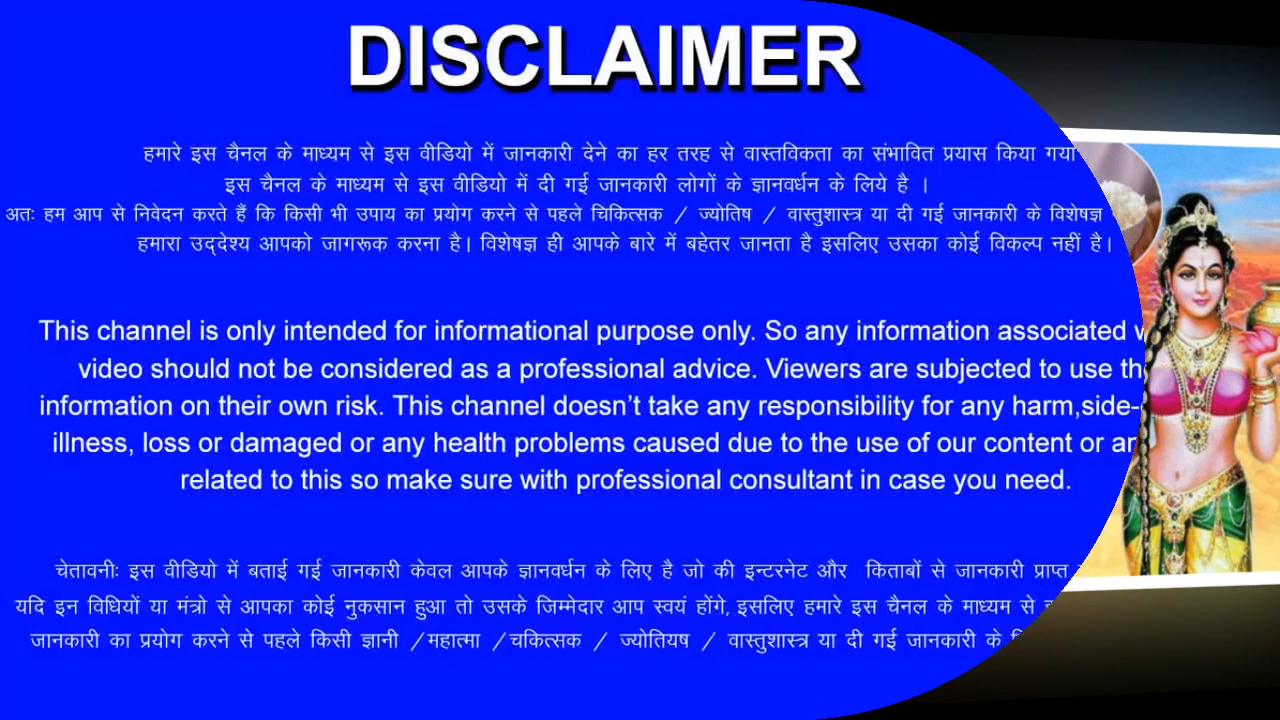 DISCLAIMER
हमारे इस चैनल के माध्यम से इस वीडियो में जानकारी देने का हर तरह से वास्तविकता का संभावित प्रयास किया गया
इस चैनल के माध्यम से इस वीडियो में दी गई जानकारी लोगों के ज्ञानवर्धन के लिये है ।
अतः हम आप से निवेदन करते हैं कि किसी भी उपाय का प्रयोग करने से पहले चिकित्सक / ज्योतिष / वास्तुशास्त्र या दी गई जानकारी के विशेषज्ञ
हमारा उद्देश्य आपको जागरूक करना है। विशेषज्ञ ही आपके बारे में बहेतर जानता है इसलिए उसका कोई विकल्प नहीं है।
This channel is only intended for informational purpose only. So any information associated
video should not be considered as a professional advice. Viewers are subjected to use
information on their own risk. This channel doesn't take any responsibility for any harm,side-
illness, loss or damaged or any health problems caused due to the use of our content or
related to this so make sure with professional consultant in case you need.
चेतावनीः इस वीडियो में बताई गई जानकारी केवल आपके ज्ञानवर्धन के लिए है जो की इन्टरनेट और किताबों से जानकारी प्राप्त
यदि इन विधियों या मंत्रो से आपका कोई नुकसान हुआ तो उसके जिम्मेदार आप स्वयं होंगे, इसलिए हमारे इस चैनल के माध्यम से
जानकारी का प्रयोग करने से पहले किसी ज्ञानी /महात्मा /चकित्सक / ज्योतियष / वास्तुशास्त्र या दी गई जानकारी के